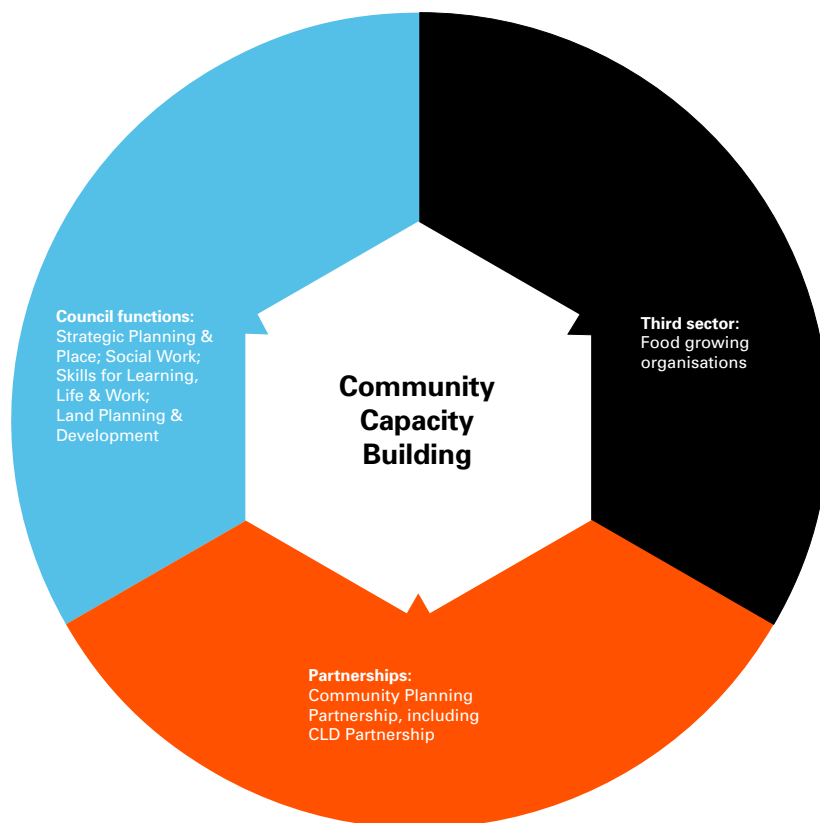 Council functions:
Strategic Planning &
Place; Social Work;
Skills for Learning,
Life & Work;
Land Planning &
Development
Community
Capacity
Building
Third sector:
Food growing
organisations
Partnerships:
Community Planning
Partnership, including
CLD Partnership